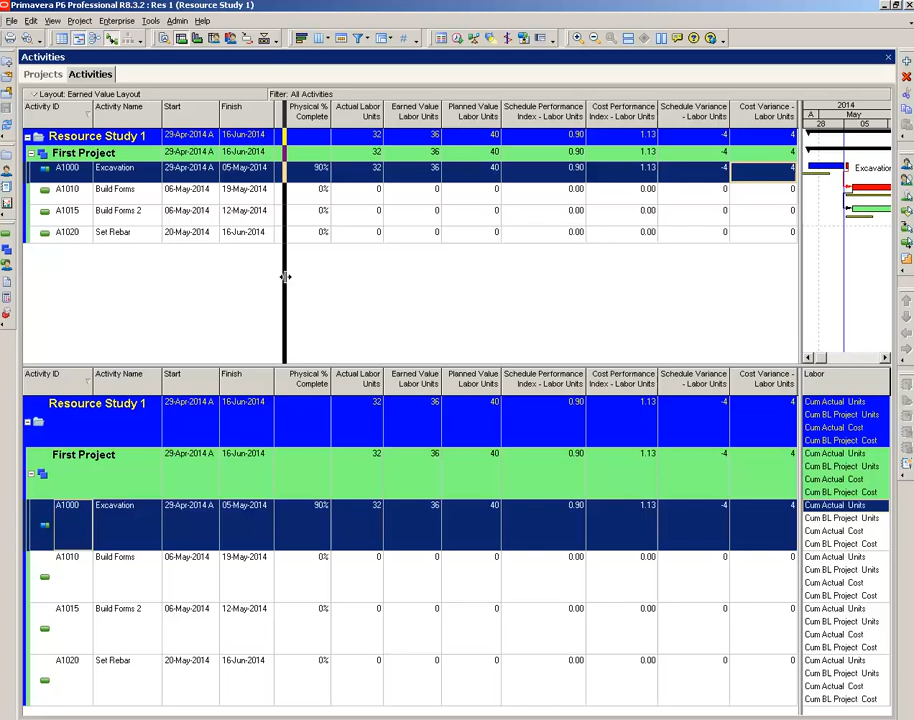 Primavera P6 Professional R8.3.2 : Res 1 (Resource Study 1)
File Edit View Project Enterprise Tools Admin Help
Activities
Projects Activities
Layout: Earned Value Layout Filter: All Activities
Activity ID Activity Name Start Finish Physical % Complete Actual Labor Units Earned Value Labor Units Planned Value Labor Units Schedule Performance Index - Labor Units Cost Performance Index - Labor Units Schedule Variance - Labor Units Cost Variance - Labor Units 2014
A May
28 05
Resource Study 1 29-Apr-2014 A 16-Jun-2014 32 36 40 0.90 1.13 -4 4
First Project 29-Apr-2014 A 16-Jun-2014 32 36 40 0.90 1.13 -4 4
A1000 Excavation 29-Apr-2014 A 05-May-2014 90% 32 36 40 0.90 1.13 -4 4 Excavation
A1010 Build Forms 06-May-2014 19-May-2014 0% 0 0 0 0.00 0.00 0 0
A1015 Build Forms 2 06-May-2014 12-May-2014 0% 0 0 0 0.00 0.00 0 0
A1020 Set Rebar 20-May-2014 16-Jun-2014 0% 0 0 0 0.00 0.00 0 0
Activity ID Activity Name Start Finish Physical % Complete Actual Labor Units Earned Value Labor Units Planned Value Labor Units Schedule Performance Index - Labor Units Cost Performance Index - Labor Units Schedule Variance - Labor Units Cost Variance - Labor Units Labor
Resource Study 1 29-Apr-2014 A 16-Jun-2014 32 36 40 0.90 1.13 -4 4 Cum Actual Units
Cum BL Project Units
Cum Actual Cost
Cum BL Project Cost
First Project 29-Apr-2014 A 16-Jun-2014 32 36 40 0.90 1.13 -4 4 Cum Actual Units
Cum BL Project Units
Cum Actual Cost
Cum BL Project Cost
A1000 Excavation 29-Apr-2014 A 05-May-2014 90% 32 36 40 0.90 1.13 -4 4 Cum Actual Units
Cum BL Project Units
Cum Actual Cost
Cum BL Project Cost
A1010 Build Forms 06-May-2014 19-May-2014 0% 0 0 0 0.00 0.00 0 0 Cum Actual Units
Cum BL Project Units
Cum Actual Cost
Cum BL Project Cost
A1015 Build Forms 2 06-May-2014 12-May-2014 0% 0 0 0 0.00 0.00 0 0 Cum Actual Units
Cum BL Project Units
Cum Actual Cost
Cum BL Project Cost
A1020 Set Rebar 20-May-2014 16-Jun-2014 0% 0 0 0 0.00 0.00 0 0 Cum Actual Units
Cum BL Project Units
Cum Actual Cost
Cum BL Project Cost